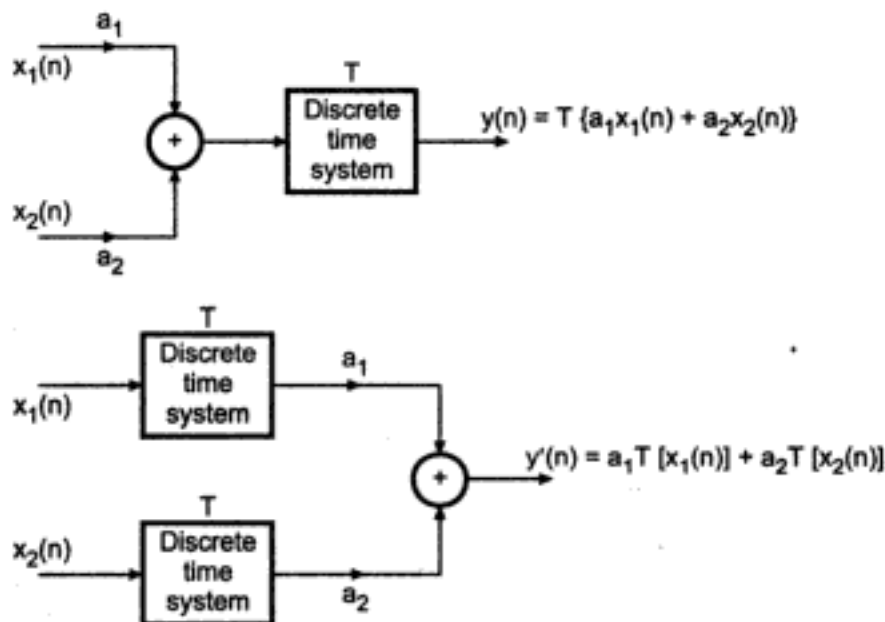 a₁
x₁(n)
T
Discrete
time
system
y(n) = T {a₁x₁(n) + a₂x₂(n)}
+
x₂(n)
a₂
T
Discrete
time
system
a₁
x₁(n)
+
y'(n) = a₁T [x₁(n)] + a₂T [x₂(n)]
T
x₂(n)
Discrete
time
system
a₂